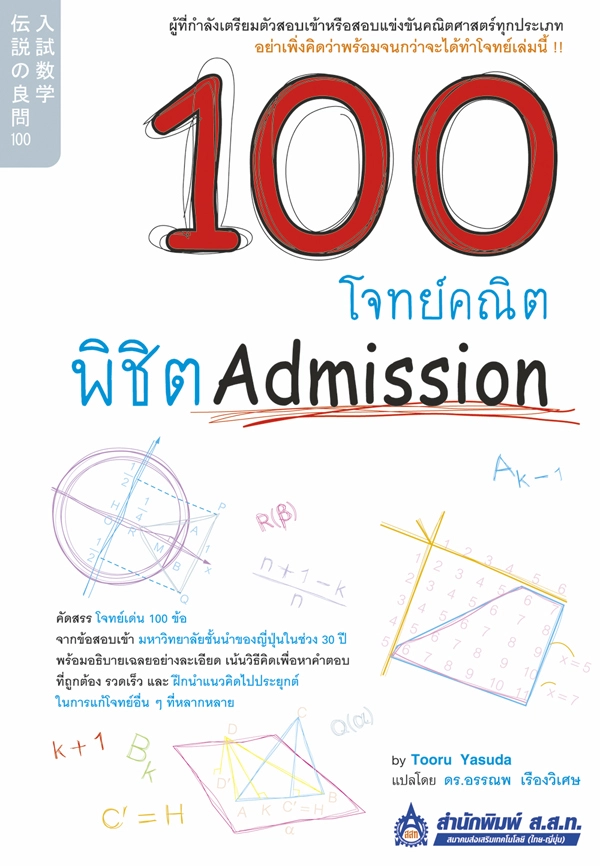 入試数学
伝説の良問
100
ผู้ที่กำลังเตรียมตัวสอบเข้าหรือสอบแข่งขันคณิตศาสตร์ทุกประเภท
อย่าเพิ่งคิดว่าพร้อมจนกว่าจะได้ทำโจทย์เล่มนี้ !!
100
โจทย์คณิต
พิชิต Admission
A k – 1
R(β)
n + 1 – k
n
คัดสรร โจทย์เด่น 100 ข้อ
จากข้อสอบเข้า มหาวิทยาลัยชั้นนำของญี่ปุ่นในช่วง 30 ปี
พร้อมอธิบายเฉลยอย่างละเอียด เน้นวิธีคิดเพื่อหาคำตอบ
ที่ถูกต้อง รวดเร็ว และ ฝึกนำแนวคิดไปประยุกต์
ในการแก้โจทย์อื่น ๆ ที่หลากหลาย
x = 5
x = 7
Q(α)
k + 1
B k
C' = H
D
D'
C
A K C' = H B
α
by Tooru Yasuda
แปลโดย ดร.อรรณพ เรืองวิเศษ
ส.ส.ท.
สำนักพิมพ์ ส.ส.ท.
สมาคมส่งเสริมเทคโนโลยี (ไทย-ญี่ปุ่น)